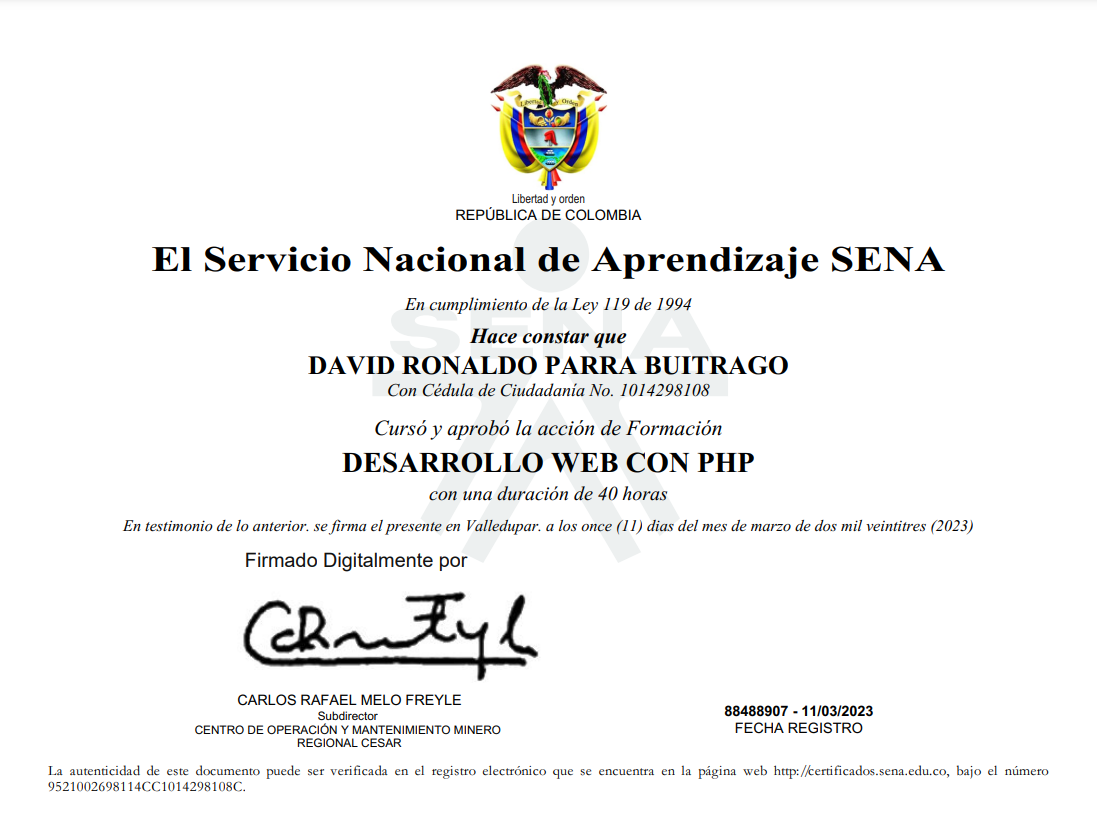 Libertad y Orden
Libertad y orden
REPÚBLICA DE COLOMBIA
El Servicio Nacional de Aprendizaje SENA
En cumplimiento de la Ley 119 de 1994
SENA
Hace constar que
DAVID RONALDO PARRA BUITRAGO
Con Cédula de Ciudadanía No. 1014298108
Cursó y aprobó la acción de Formación
DESARROLLO WEB CON PHP
con una duración de 40 horas
En testimonio de lo anterior. se firma el presente en Valledupar. a los once (11) dias del mes de marzo de dos mil veintitres (2023)
Firmado Digitalmente por
CARLOS RAFAEL MELO FREYLE
Subdirector
CENTRO DE OPERACIÓN Y MANTENIMIENTO MINERO
REGIONAL CESAR
88488907 - 11/03/2023
FECHA REGISTRO
La autenticidad de este documento puede ser verificada en el registro electrónico que se encuentra en la página web http://certificados.sena.edu.co, bajo el número
9521002698114CC1014298108C.